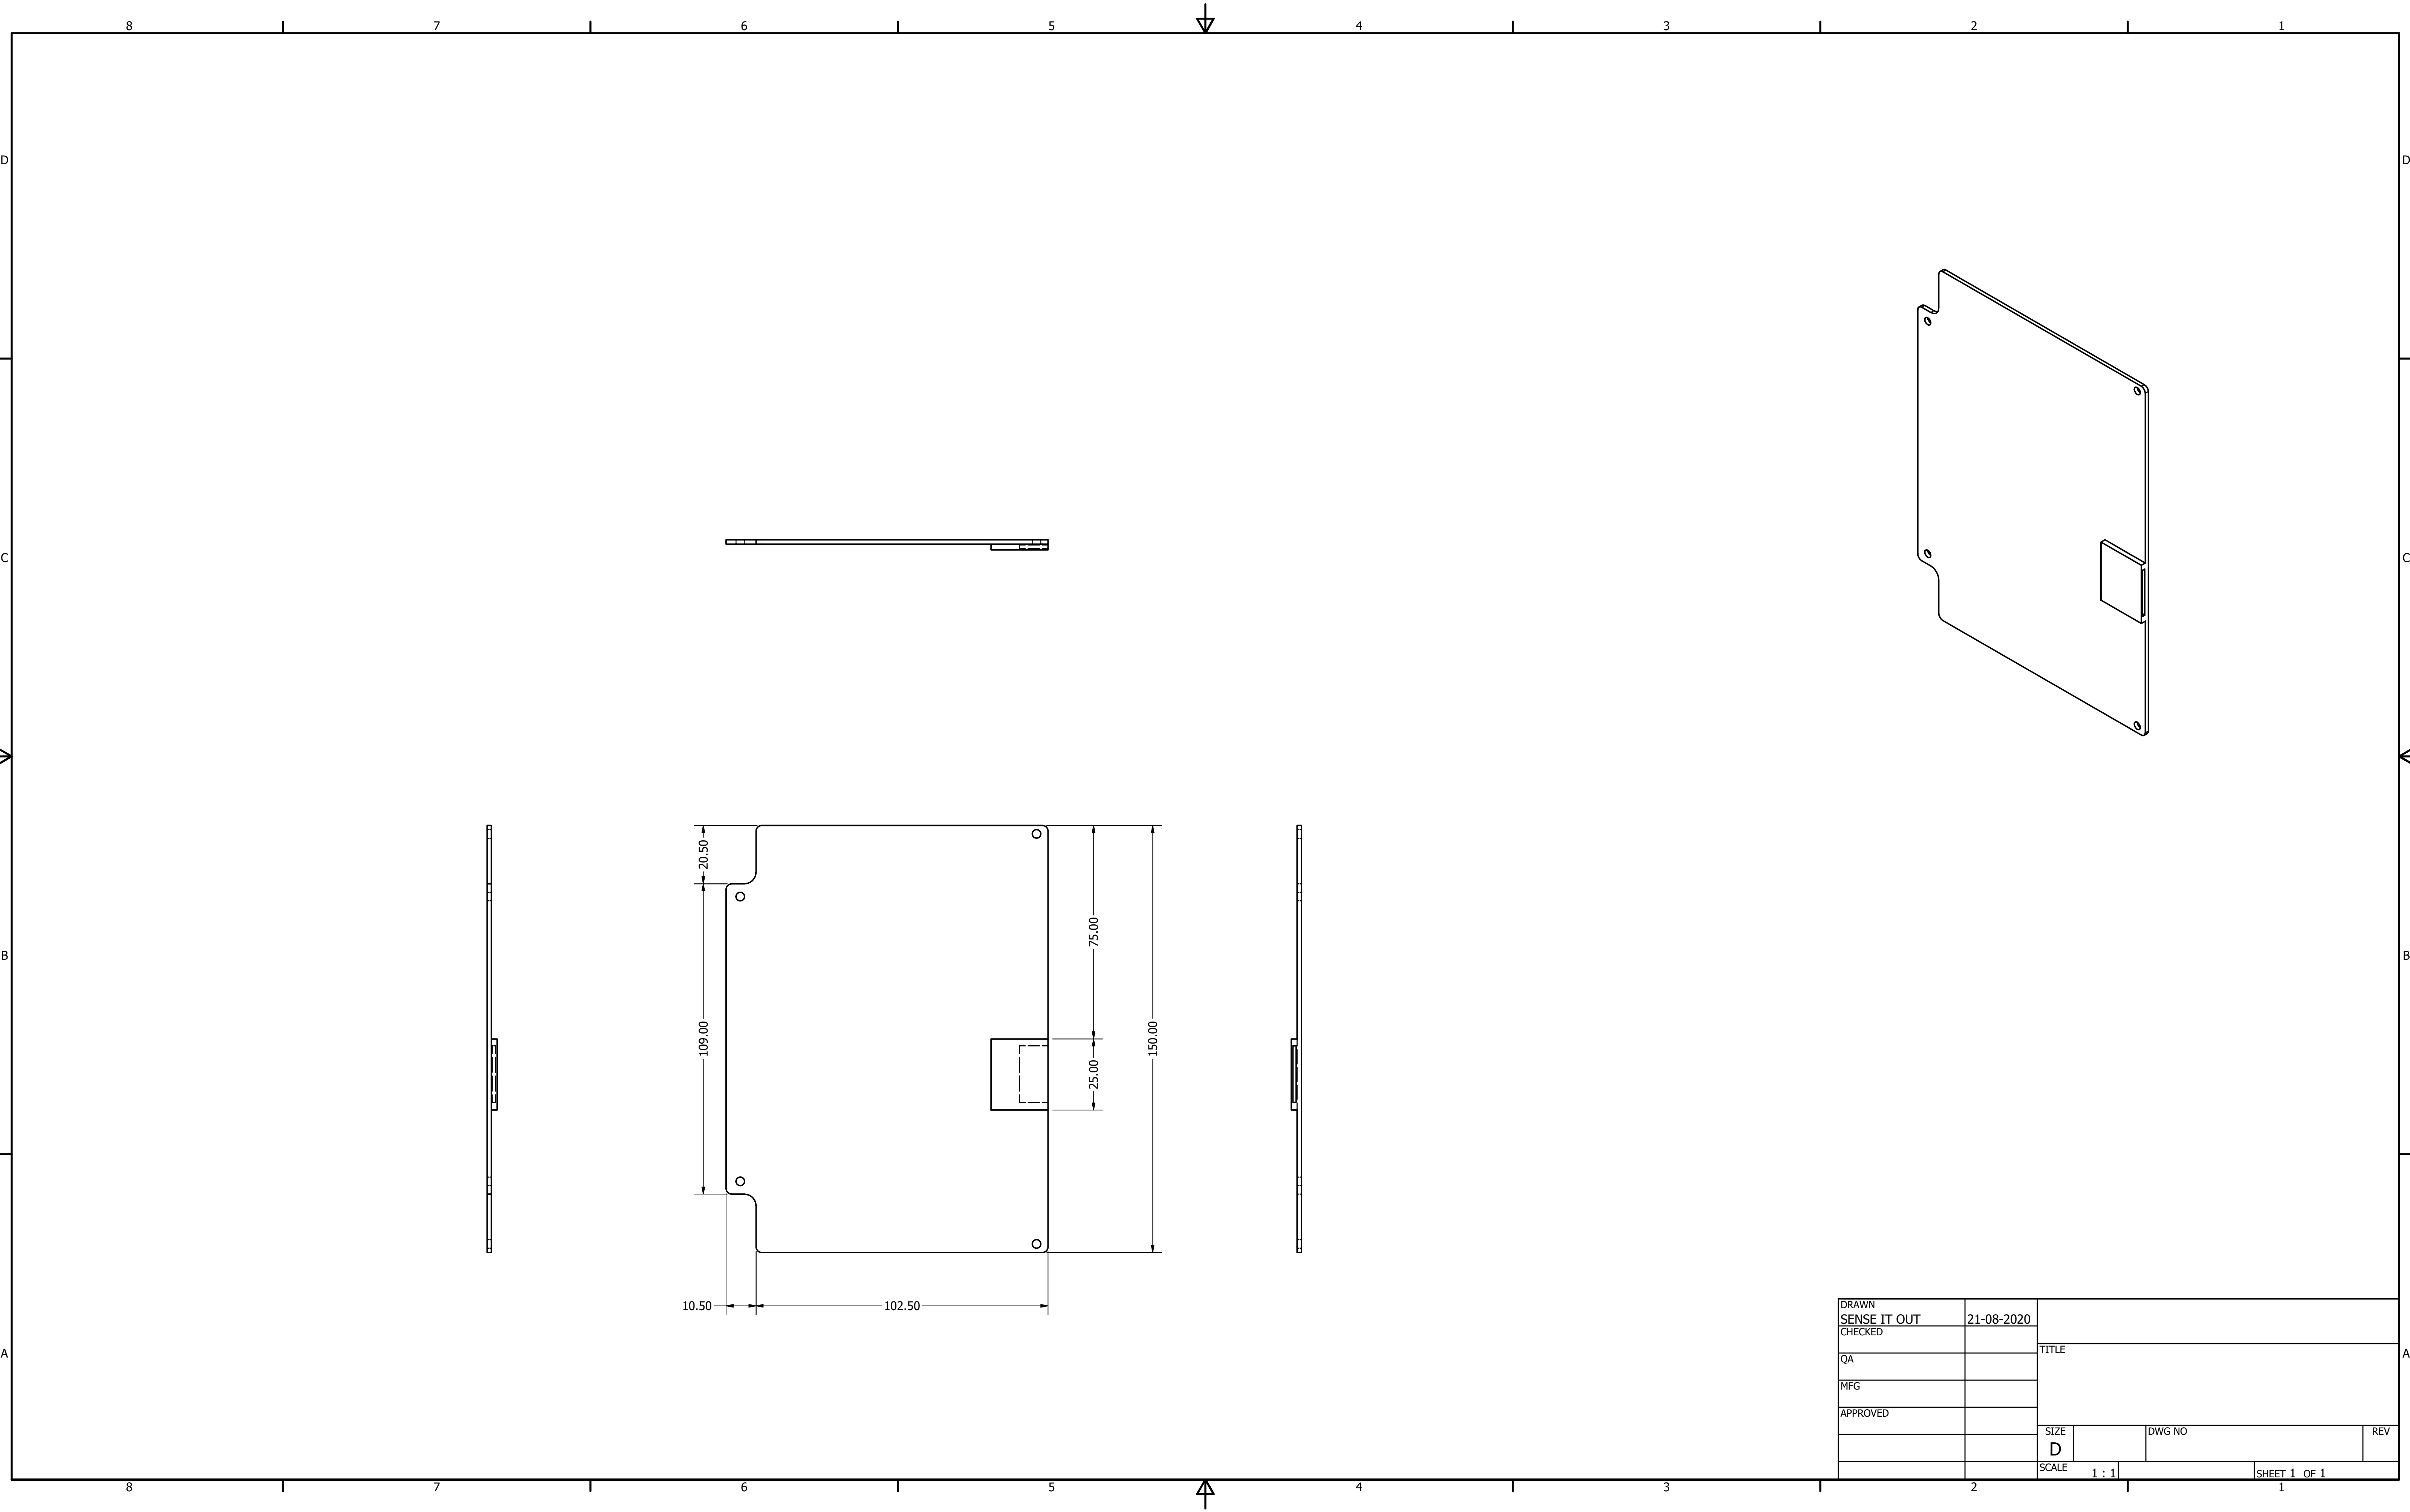 8 7 6 5 4 3 2 1
D D
C C
20.50
75.00
B B
109.00
150.00
25.00
10.50 102.50
DRAWN
SENSE IT OUT 21-08-2020
CHECKED
TITLE
A A
QA
MFG
APPROVED
SIZE DWG NO REV
D
SCALE 1 : 1 SHEET 1 OF 1
8 7 6 5 4 3 2 1